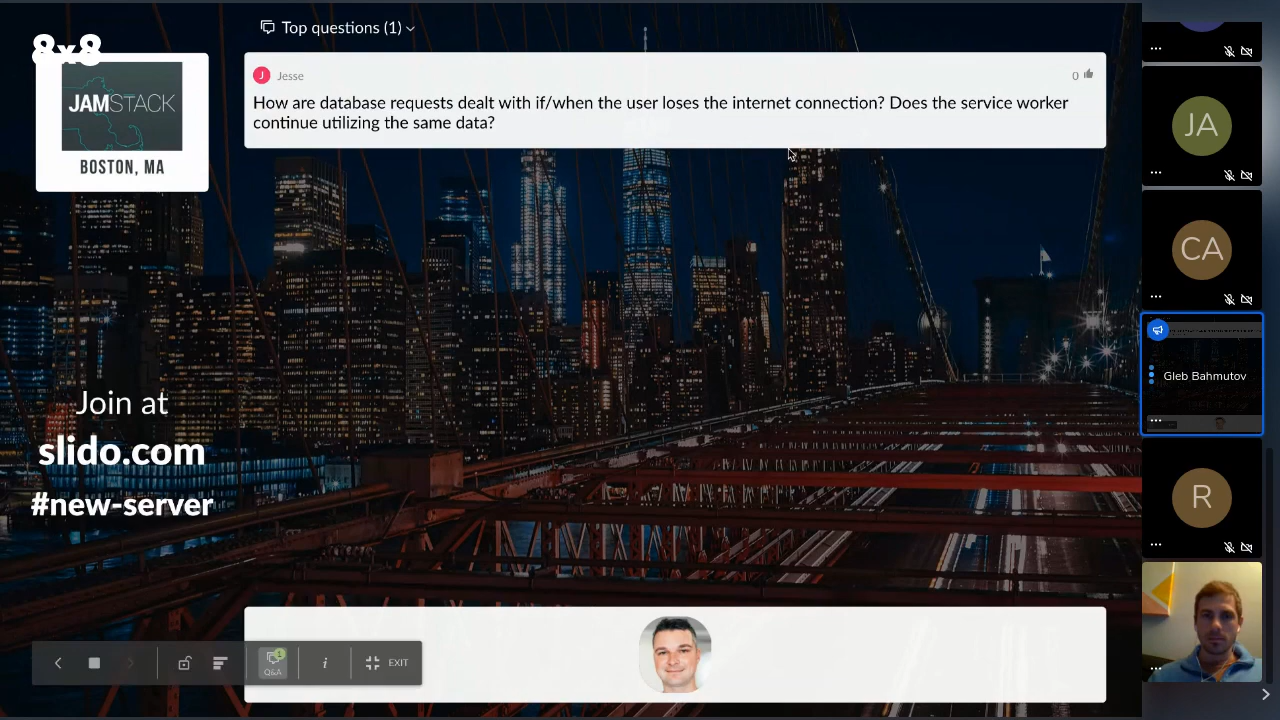 8x8
JAMSTACK
BOSTON, MA
Top questions (1)
J Jesse
0
How are database requests dealt with if/when the user loses the internet connection? Does the service worker
continue utilizing the same data?
Join at
slido.com
#new-server
1
Q&A
i
EXIT
JA
CA
Gleb Bahmutov
R